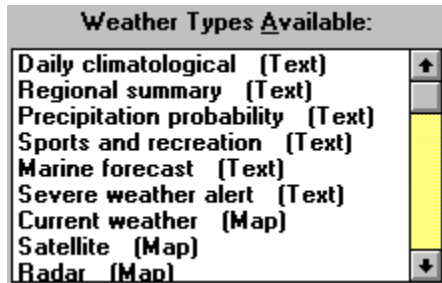 Weather Types Available:
Daily climatological (Text)
Regional summary (Text)
Precipitation probability (Text)
Sports and recreation (Text)
Marine forecast (Text)
Severe weather alert (Text)
Current weather (Map)
Satellite (Map)
Radar (Map)